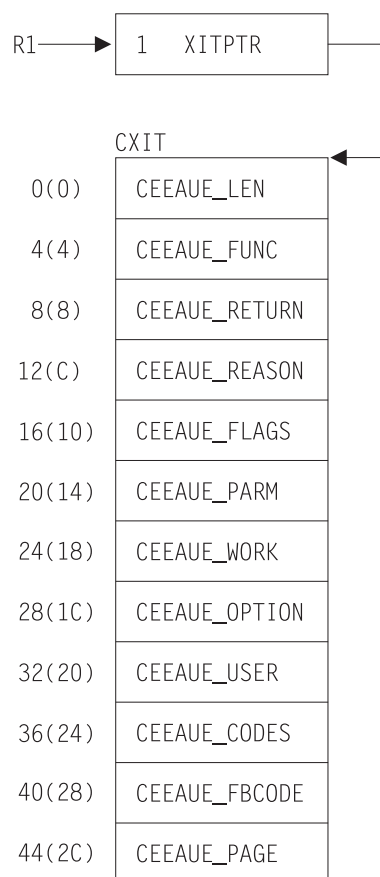 R1 1 XITPTR
CXIT
0(0) CEEAUE_LEN
4(4) CEEAUE_FUNC
8(8) CEEAUE_RETURN
12(C) CEEAUE_REASON
16(10) CEEAUE_FLAGS
20(14) CEEAUE_PARM
24(18) CEEAUE_WORK
28(1C) CEEAUE_OPTION
32(20) CEEAUE_USER
36(24) CEEAUE_CODES
40(28) CEEAUE_FBCODE
44(2C) CEEAUE_PAGE